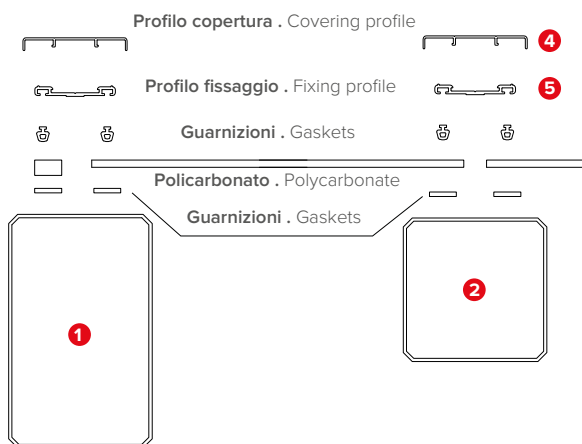 Profilo copertura . Covering profile
4
Profilo fissaggio . Fixing profile
5
Guarnizioni . Gaskets
Policarbonato . Polycarbonate
Guarnizioni . Gaskets
2
1